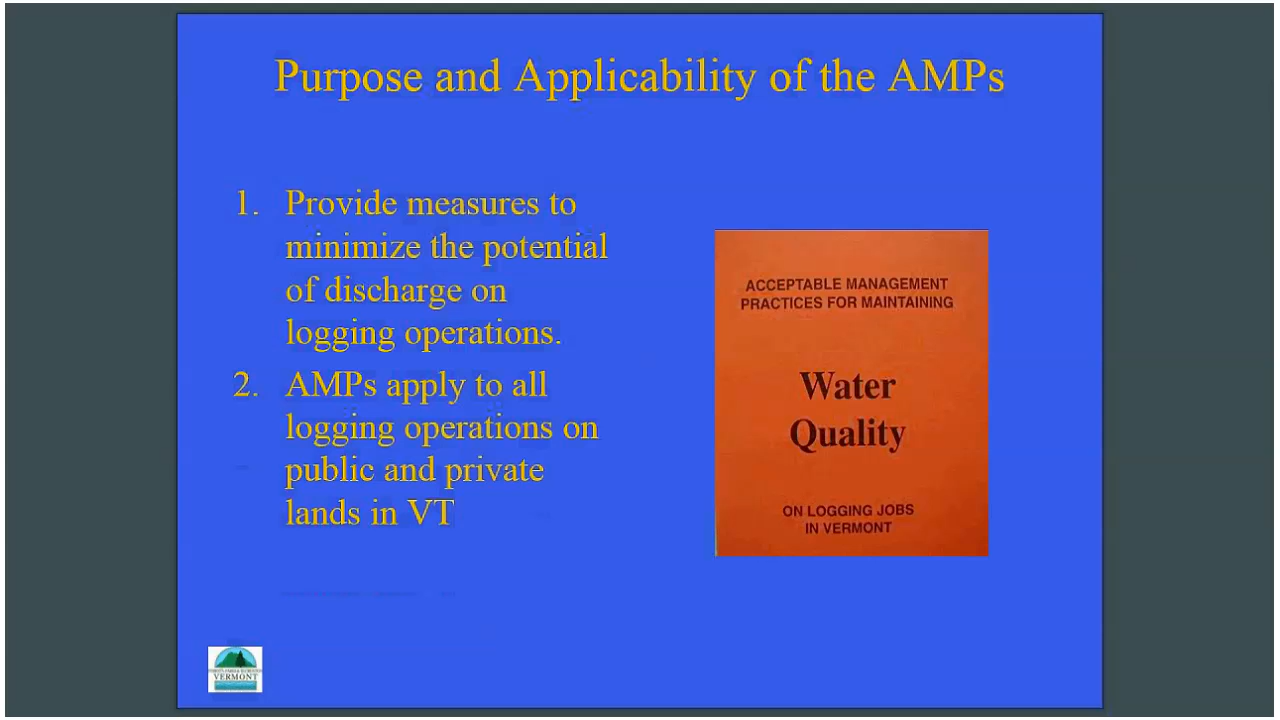 Purpose and Applicability of the AMPs
1. Provide measures to
minimize the potential
of discharge on
logging operations.
2. AMPs apply to all
logging operations on
public and private
lands in VT
ACCEPTABLE MANAGEMENT
PRACTICES FOR MAINTAINING
Water
Quality
ON LOGGING JOBS
IN VERMONT
VERMONT